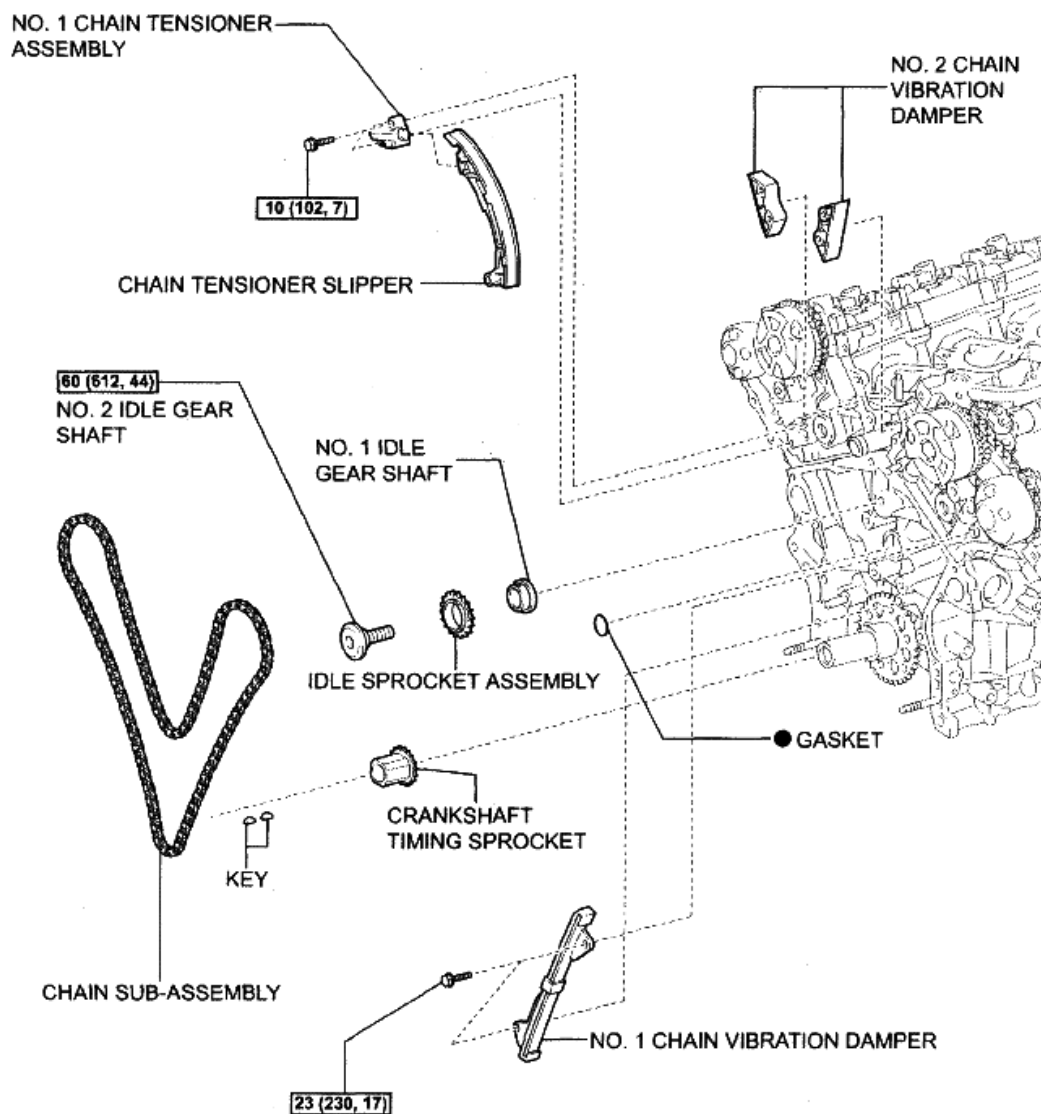 NO. 1 CHAIN TENSIONER
ASSEMBLY
NO. 2 CHAIN
VIBRATION
DAMPER
10 (102, 7)
CHAIN TENSIONER SLIPPER
60 (612, 44)
NO. 2 IDLE GEAR
SHAFT
NO. 1 IDLE
GEAR SHAFT
IDLE SPROCKET ASSEMBLY
GASKET
CRANKSHAFT
TIMING SPROCKET
KEY
CHAIN SUB-ASSEMBLY
NO. 1 CHAIN VIBRATION DAMPER
23 (230, 17)